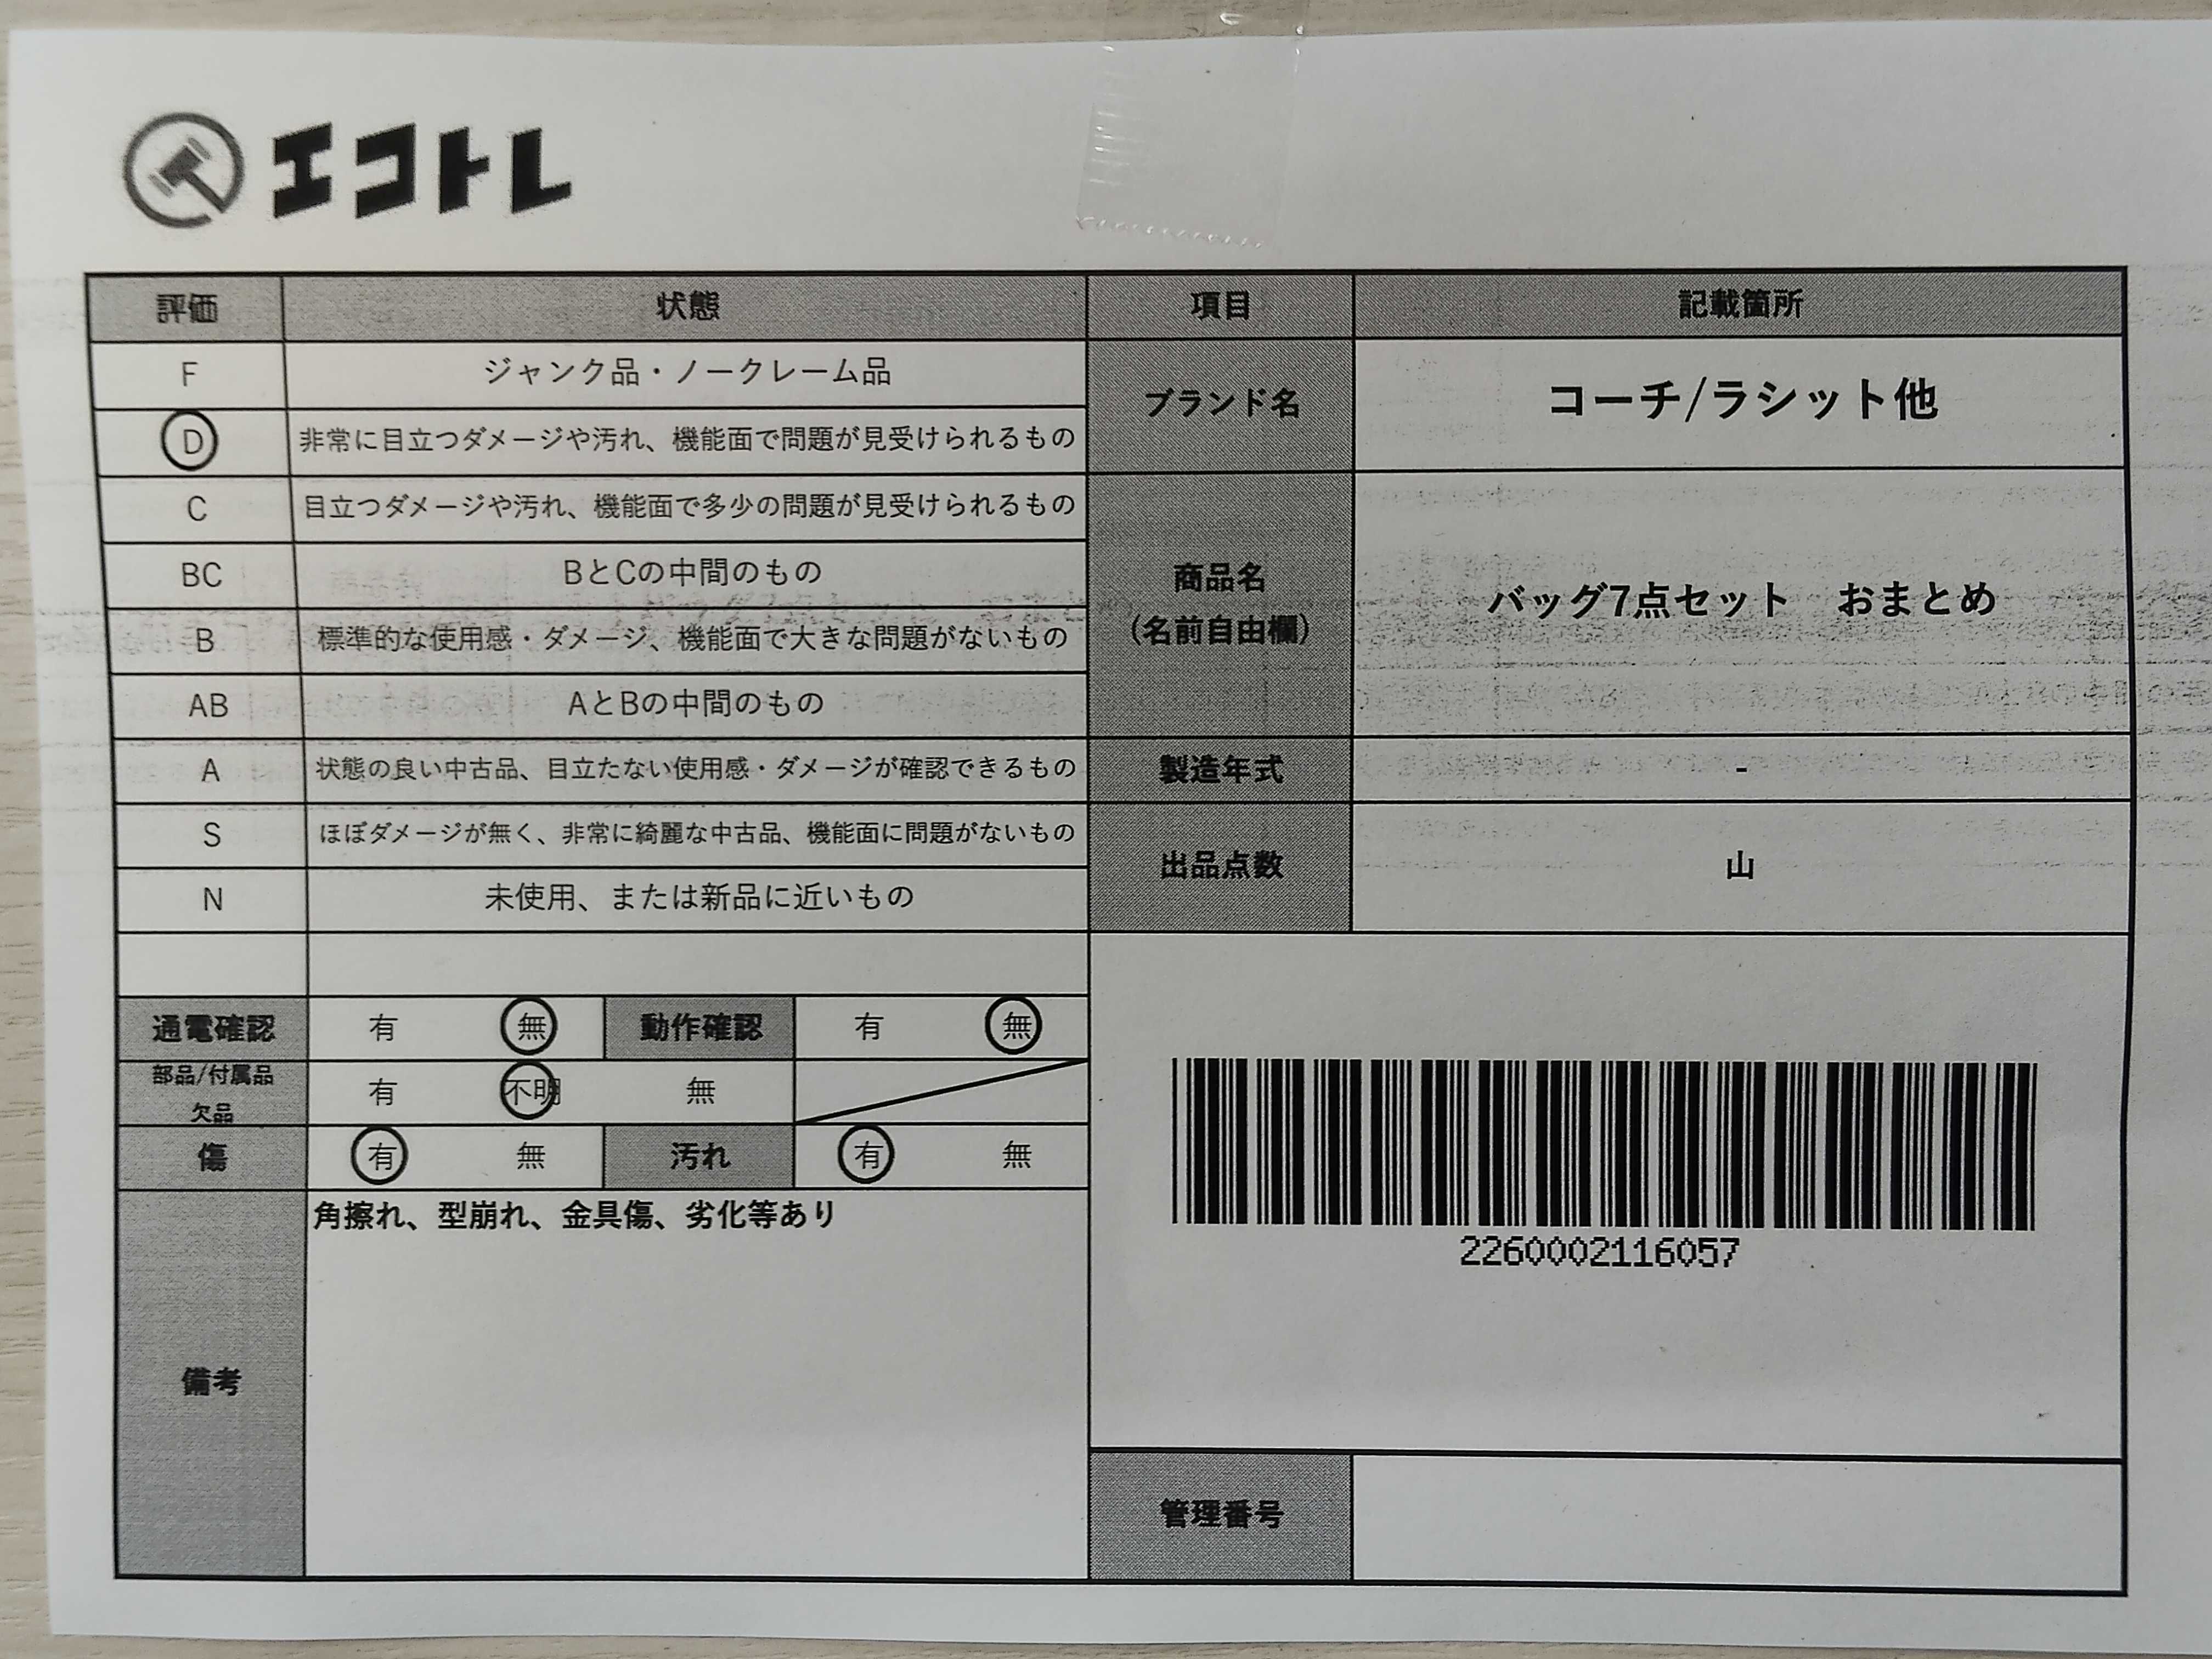 エコトレ
評価 状態 項目 記載箇所
F ジャンク品・ノークレーム品
D 非常に目立つダメージや汚れ、機能面で問題が見受けられるもの
C 目立つダメージや汚れ、機能面で多少の問題が見受けられるもの
BC BとCの中間のもの
B 標準的な使用感・ダメージ、機能面で大きな問題がないもの
AB AとBの中間のもの
A 状態の良い中古品、目立たない使用感・ダメージが確認できるもの
S ほぼダメージが無く、非常に綺麗な中古品、機能面に問題がないもの
N 未使用、または新品に近いもの
ブランド名 コーチ/ラシット他
商品名
(名前自由欄)
バッグ7点セット　おまとめ
製造年式 -
出品点数 山
通電確認 有 無 動作確認 有 無
部品/付属品
欠品
有 不明 無
傷 有 無 汚れ 有 無
備考
角擦れ、型崩れ、金具傷、劣化等あり
2260002116057
管理番号